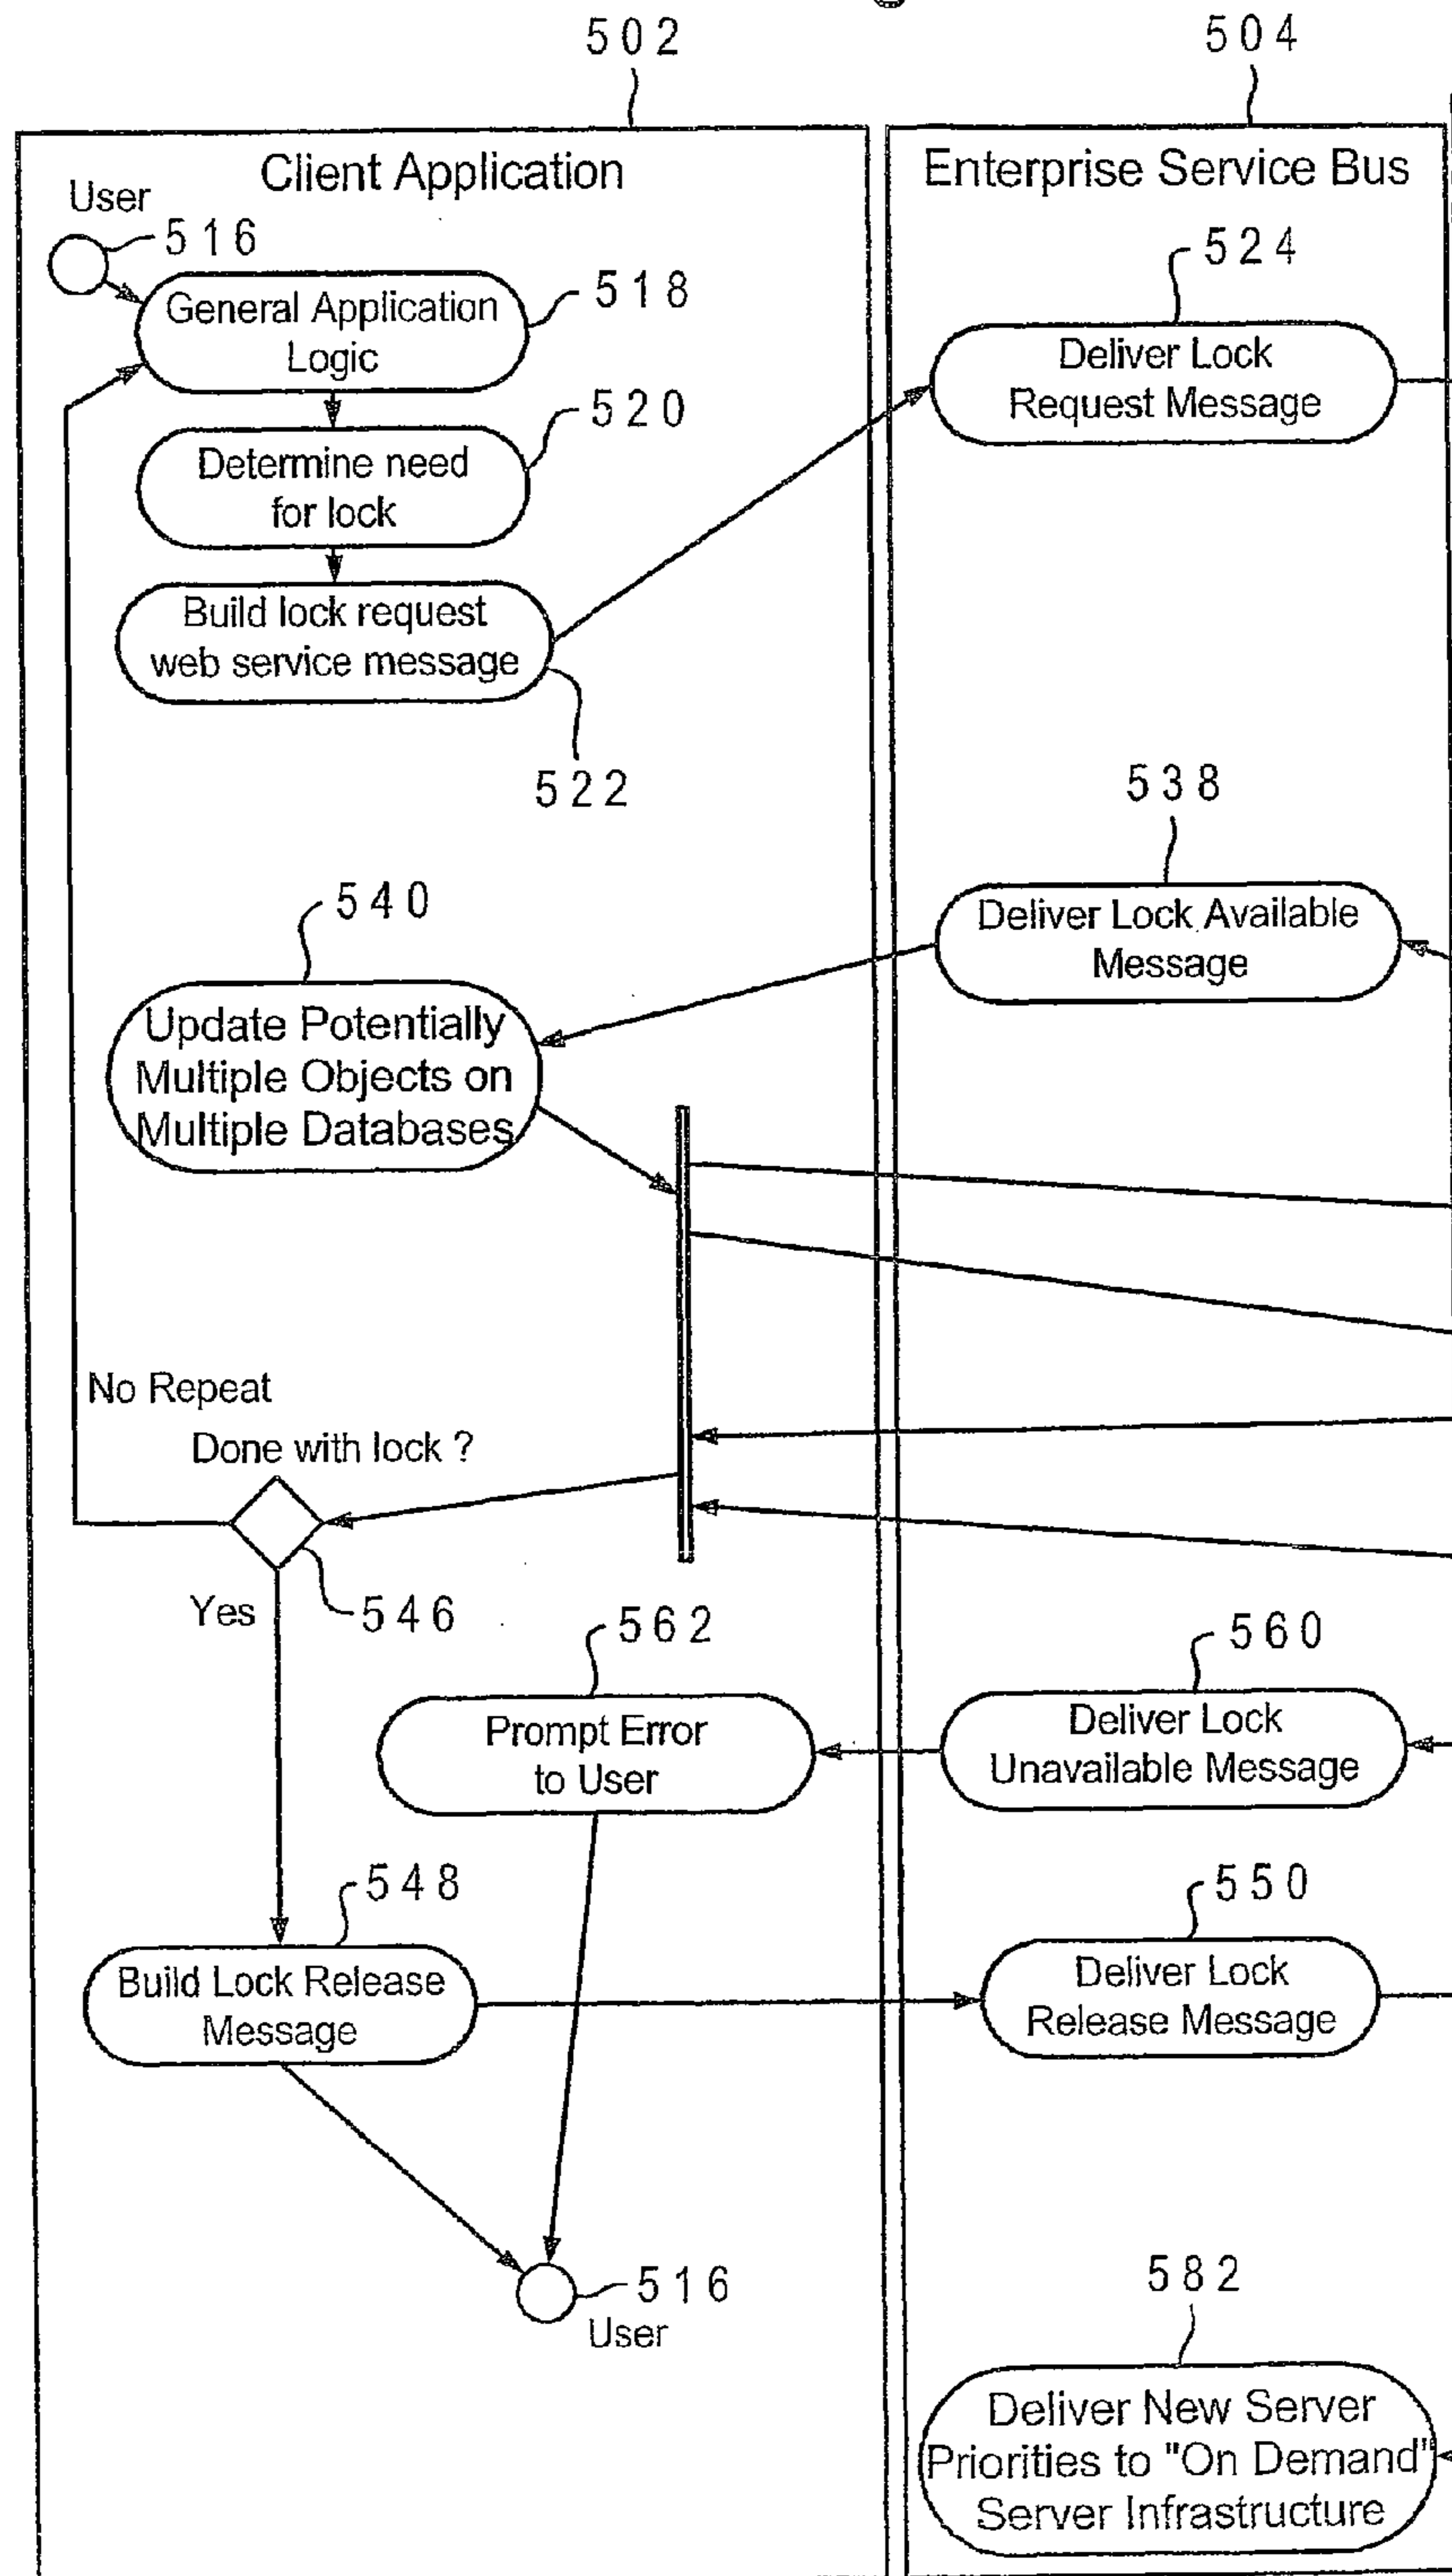 502
504
Client Application
Enterprise Service Bus
User
516
524
General Application
Logic
518
Deliver Lock
Request Message
520
Determine need
for lock
Build lock request
web service message
522
538
540
Deliver Lock Available
Message
Update Potentially
Multiple Objects on
Multiple Databases
No Repeat
Done with lock ?
Yes
546
562
560
Prompt Error
to User
Deliver Lock
Unavailable Message
548
550
Build Lock Release
Message
Deliver Lock
Release Message
516
User
582
Deliver New Server
Priorities to "On Demand"
Server Infrastructure